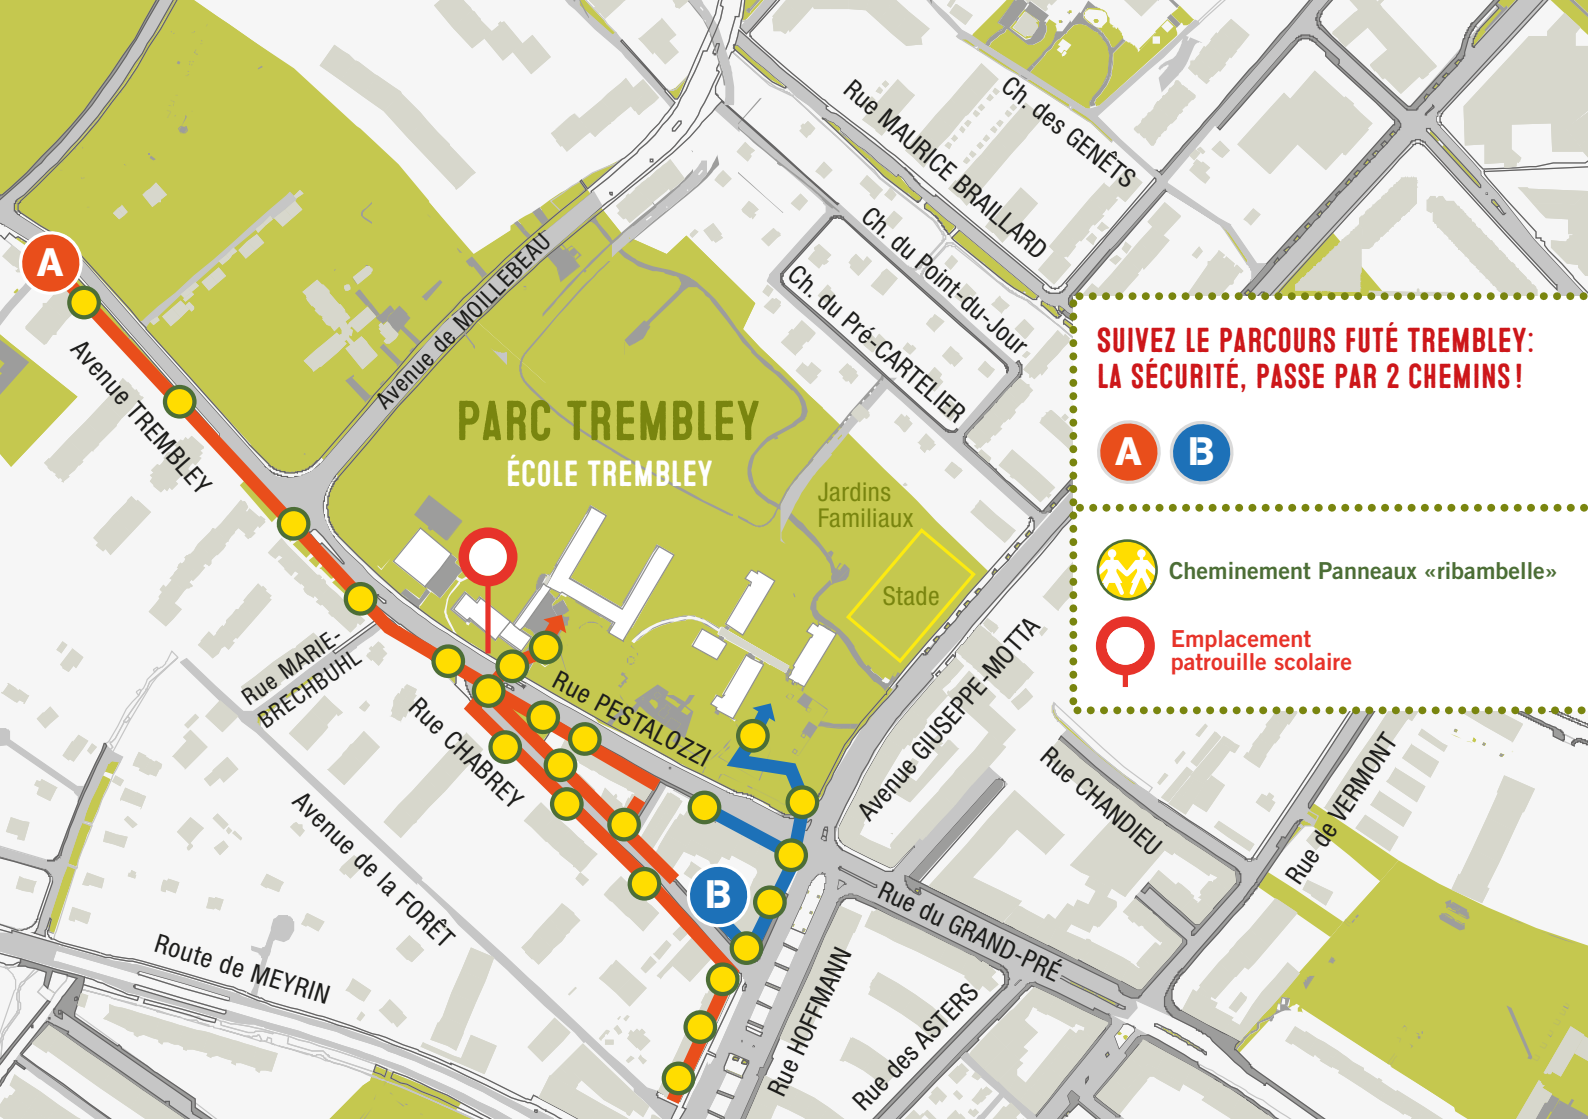 Rue MAURICE BRAILLARD
Ch. des GENÊTS
A
Ch. du Point-du-Jour
Avenue de MOILLEBEAU
Ch. du Pré-CARTELIER
Avenue TREMBLEY
PARC TREMBLEY
ÉCOLE TREMBLEY
Jardins
Familiaux
Stade
SUIVEZ LE PARCOURS FUTÉ TREMBLEY:
LA SÉCURITÉ, PASSE PAR 2 CHEMINS !
A
B
Cheminement Panneaux «ribambelle»
Emplacement
patrouille scolaire
Rue MARIE-
BRECHBUHL
Rue PESTALOZZI
Rue CHABREY
Avenue GIUSEPPE-MOTTA
Rue CHANDIEU
Rue de VERMONT
Avenue de la FORÊT
B
Rue du GRAND-PRÉ
Route de MEYRIN
Rue HOFFMANN
Rue des ASTERS